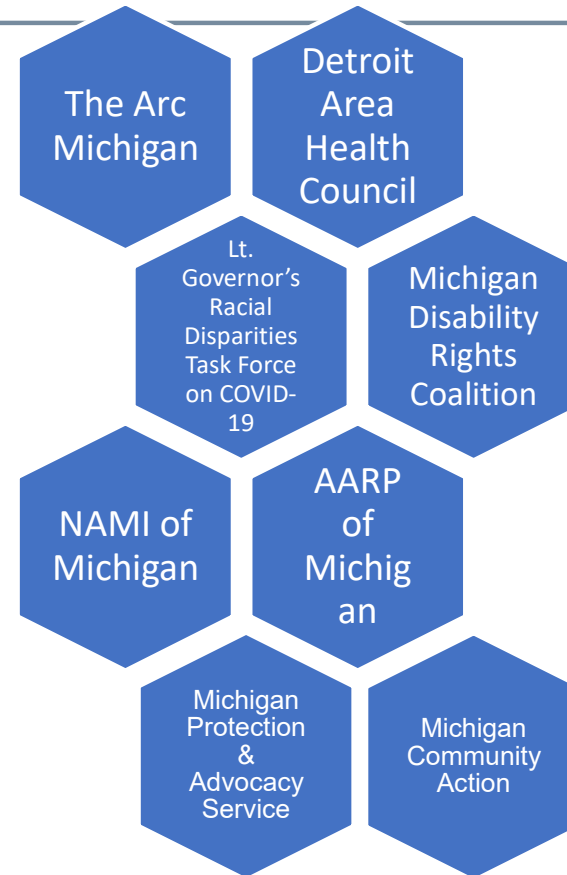 The Arc
Michigan
Detroit
Area
Health
Council
Lt.
Governor’s
Racial
Disparities
Task Force
on COVID-
19
Michigan
Disability
Rights
Coalition
NAMI of
Michigan
AARP
of
Michig
an
Michigan
Protection
&
Advocacy
Service
Michigan
Community
Action